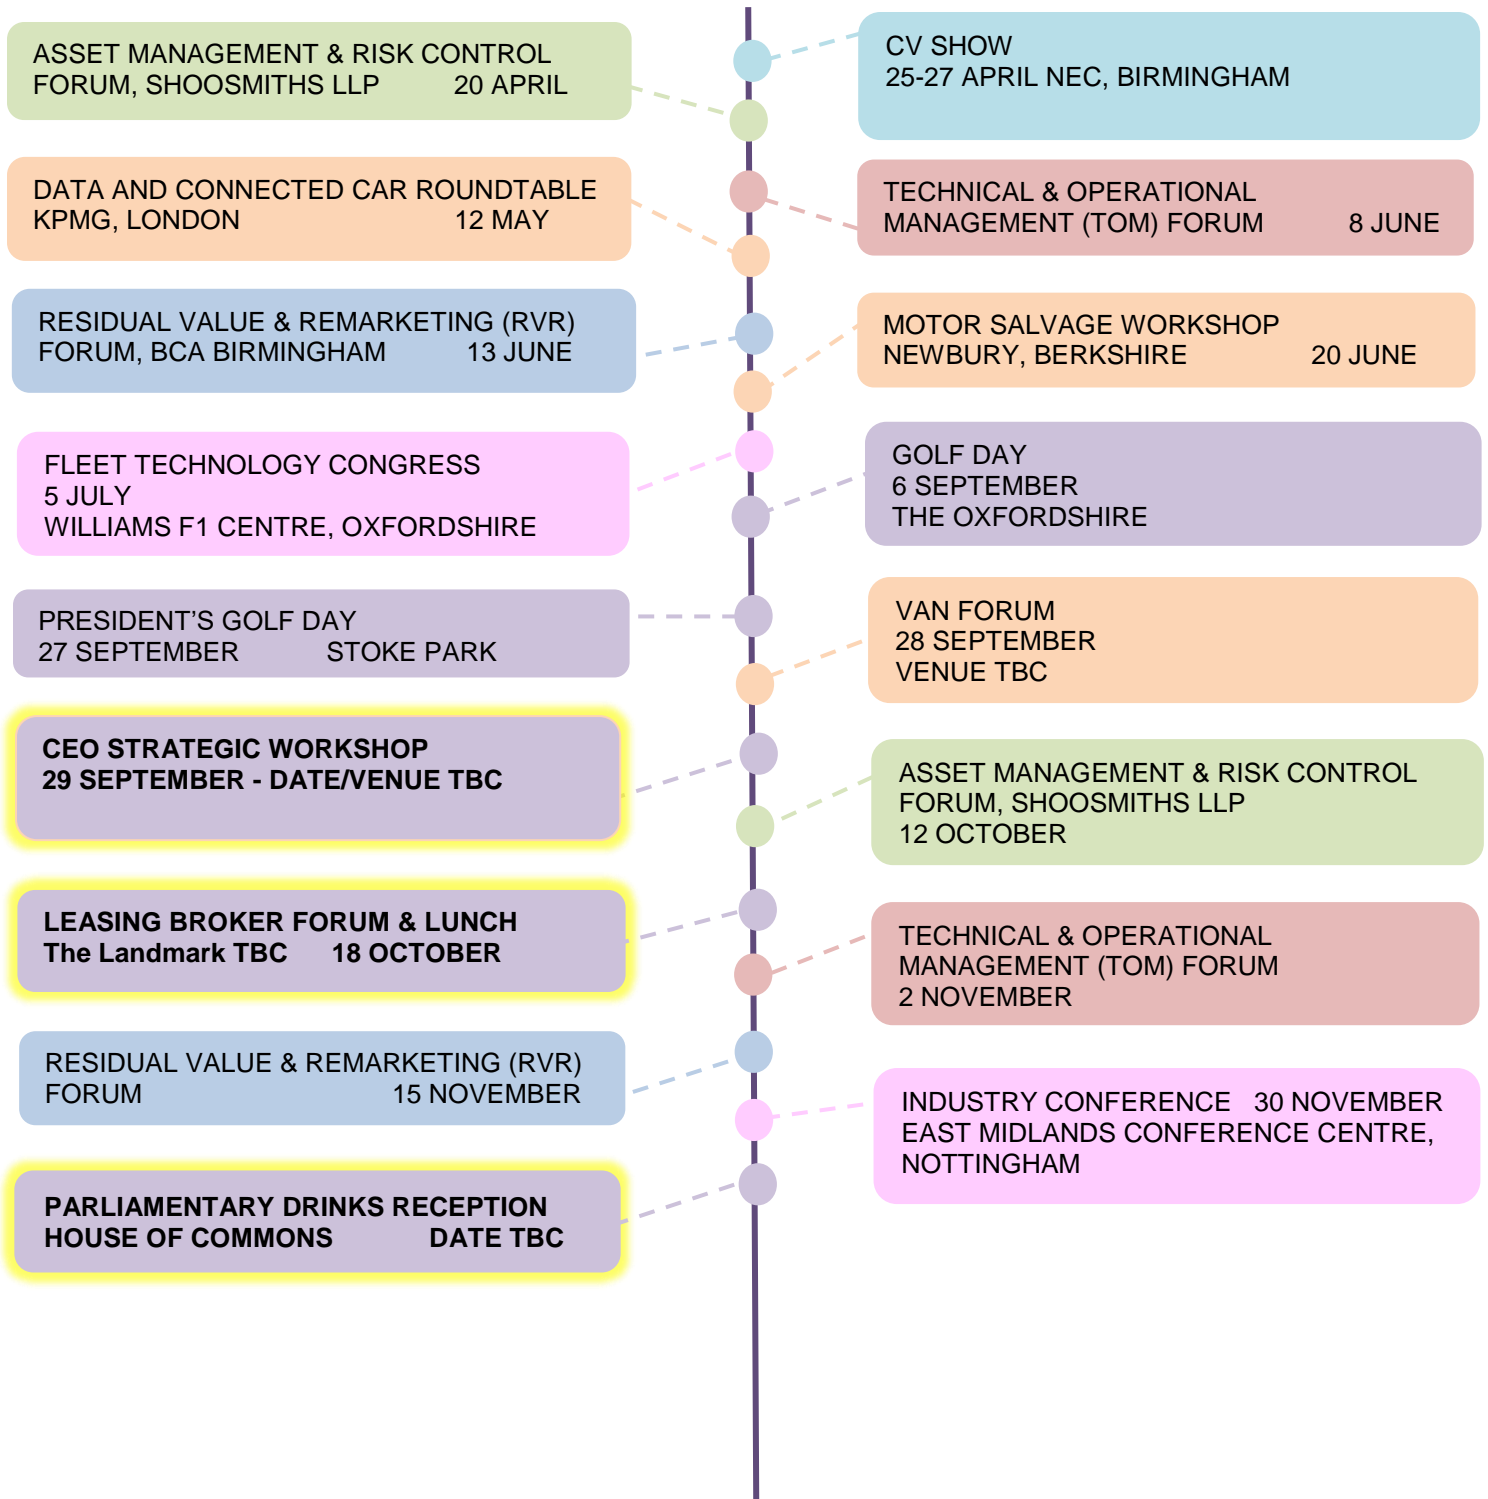 ASSET MANAGEMENT & RISK CONTROL
FORUM, SHOOSMITHS LLP 20 APRIL
CV SHOW
25-27 APRIL NEC, BIRMINGHAM
DATA AND CONNECTED CAR ROUNDTABLE
KPMG, LONDON 12 MAY
TECHNICAL & OPERATIONAL
MANAGEMENT (TOM) FORUM 8 JUNE
RESIDUAL VALUE & REMARKETING (RVR)
FORUM, BCA BIRMINGHAM 13 JUNE
MOTOR SALVAGE WORKSHOP
NEWBURY, BERKSHIRE 20 JUNE
FLEET TECHNOLOGY CONGRESS
5 JULY
WILLIAMS F1 CENTRE, OXFORDSHIRE
GOLF DAY
6 SEPTEMBER
THE OXFORDSHIRE
PRESIDENT’S GOLF DAY
27 SEPTEMBER STOKE PARK
VAN FORUM
28 SEPTEMBER
VENUE TBC
CEO STRATEGIC WORKSHOP
29 SEPTEMBER - DATE/VENUE TBC
ASSET MANAGEMENT & RISK CONTROL
FORUM, SHOOSMITHS LLP
12 OCTOBER
LEASING BROKER FORUM & LUNCH
The Landmark TBC 18 OCTOBER
TECHNICAL & OPERATIONAL
MANAGEMENT (TOM) FORUM
2 NOVEMBER
RESIDUAL VALUE & REMARKETING (RVR)
FORUM 15 NOVEMBER
INDUSTRY CONFERENCE 30 NOVEMBER
EAST MIDLANDS CONFERENCE CENTRE,
NOTTINGHAM
PARLIAMENTARY DRINKS RECEPTION
HOUSE OF COMMONS DATE TBC